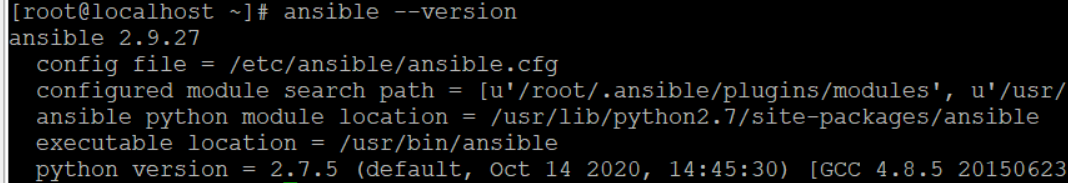 [root@localhost ~]# ansible --version
ansible 2.9.27
  config file = /etc/ansible/ansible.cfg
  configured module search path = [u'/root/.ansible/plugins/modules', u'/usr/
  ansible python module location = /usr/lib/python2.7/site-packages/ansible
  executable location = /usr/bin/ansible
  python version = 2.7.5 (default, Oct 14 2020, 14:45:30) [GCC 4.8.5 20150623